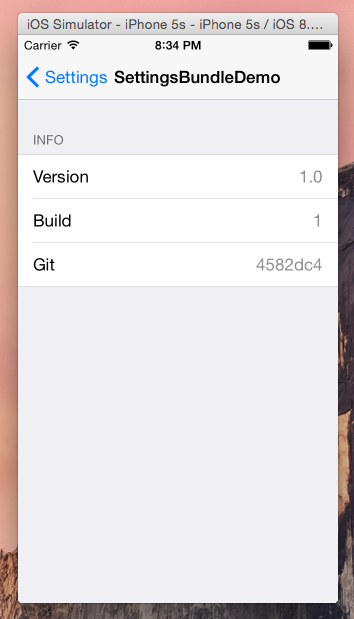 iOS Simulator - iPhone 5s - iPhone 5s / iOS 8....
Carrier 8:34 PM
Settings SettingsBundleDemo
INFO
Version 1.0
Build 1
Git 4582dc4